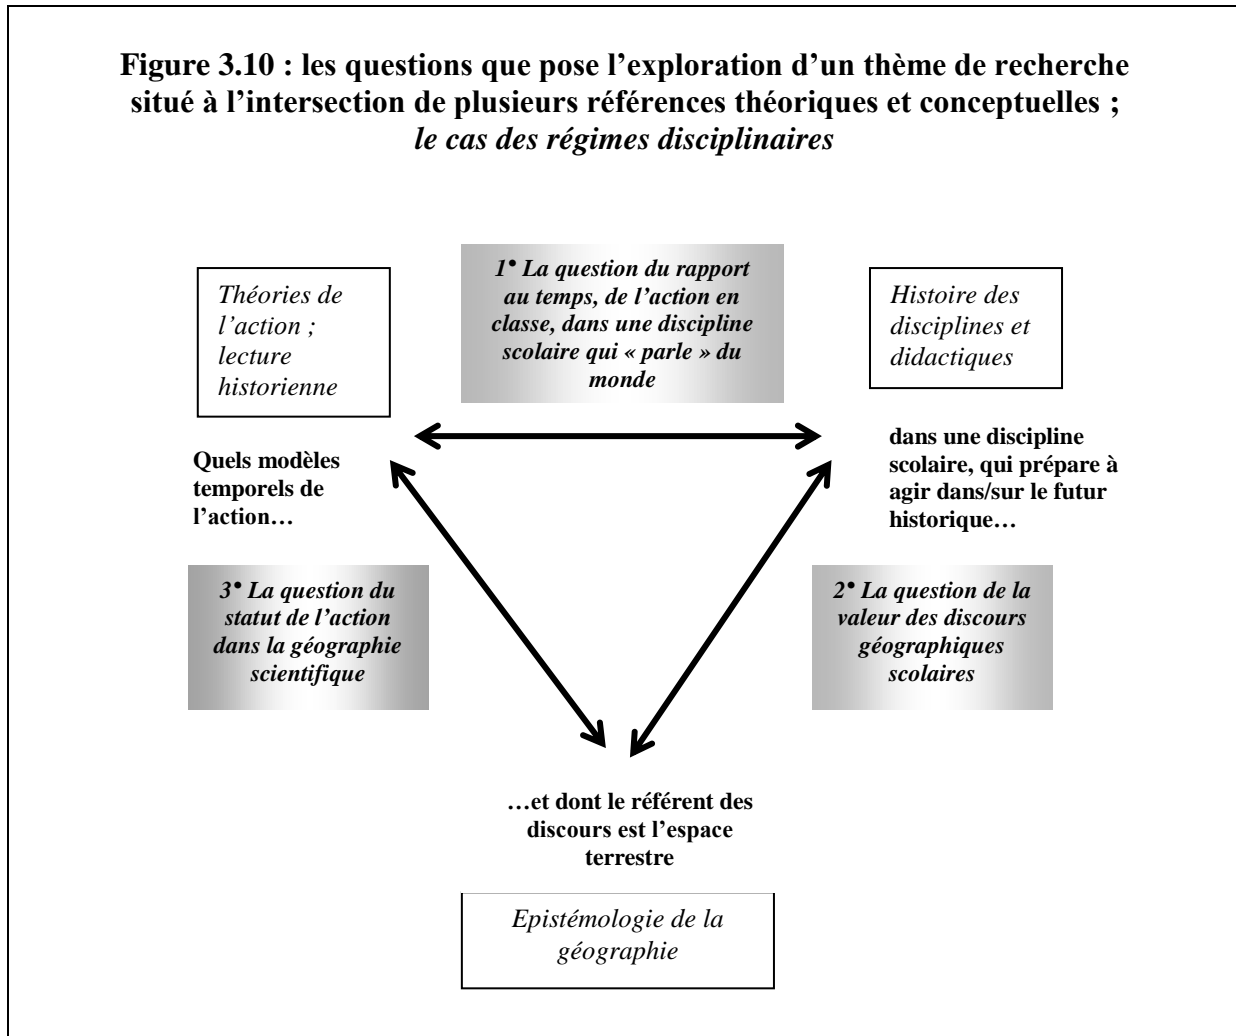 Figure 3.10 : les questions que pose l’exploration d’un thème de recherche
situé à l’intersection de plusieurs références théoriques et conceptuelles ;
le cas des régimes disciplinaires
Théories de
l’action ;
lecture
historienne
1° La question du rapport
au temps, de l’action en
classe, dans une discipline
scolaire qui « parle » du
monde
Histoire des
disciplines et
didactiques
Quels modèles
temporels de
l’action…
dans une discipline
scolaire, qui prépare à
agir dans/sur le futur
historique…
3° La question du
statut de l’action
dans la géographie
scientifique
2° La question de la
valeur des discours
géographiques
scolaires
…et dont le référent des
discours est l’espace
terrestre
Epistémologie de la
géographie